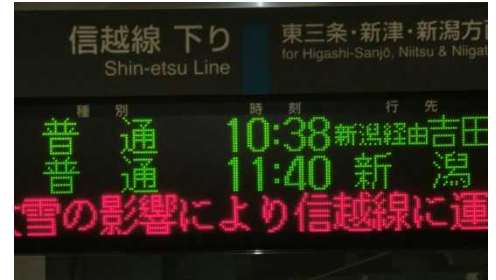 信越線 下り
Shin-etsu Line
東三条・新津・新潟方
for Higashi-Sanjō, Niitsu & Niigat
種別 時刻 行先
普通 10:38 新潟経由吉田
普通 11:40 新潟
雪の影響により信越線に運